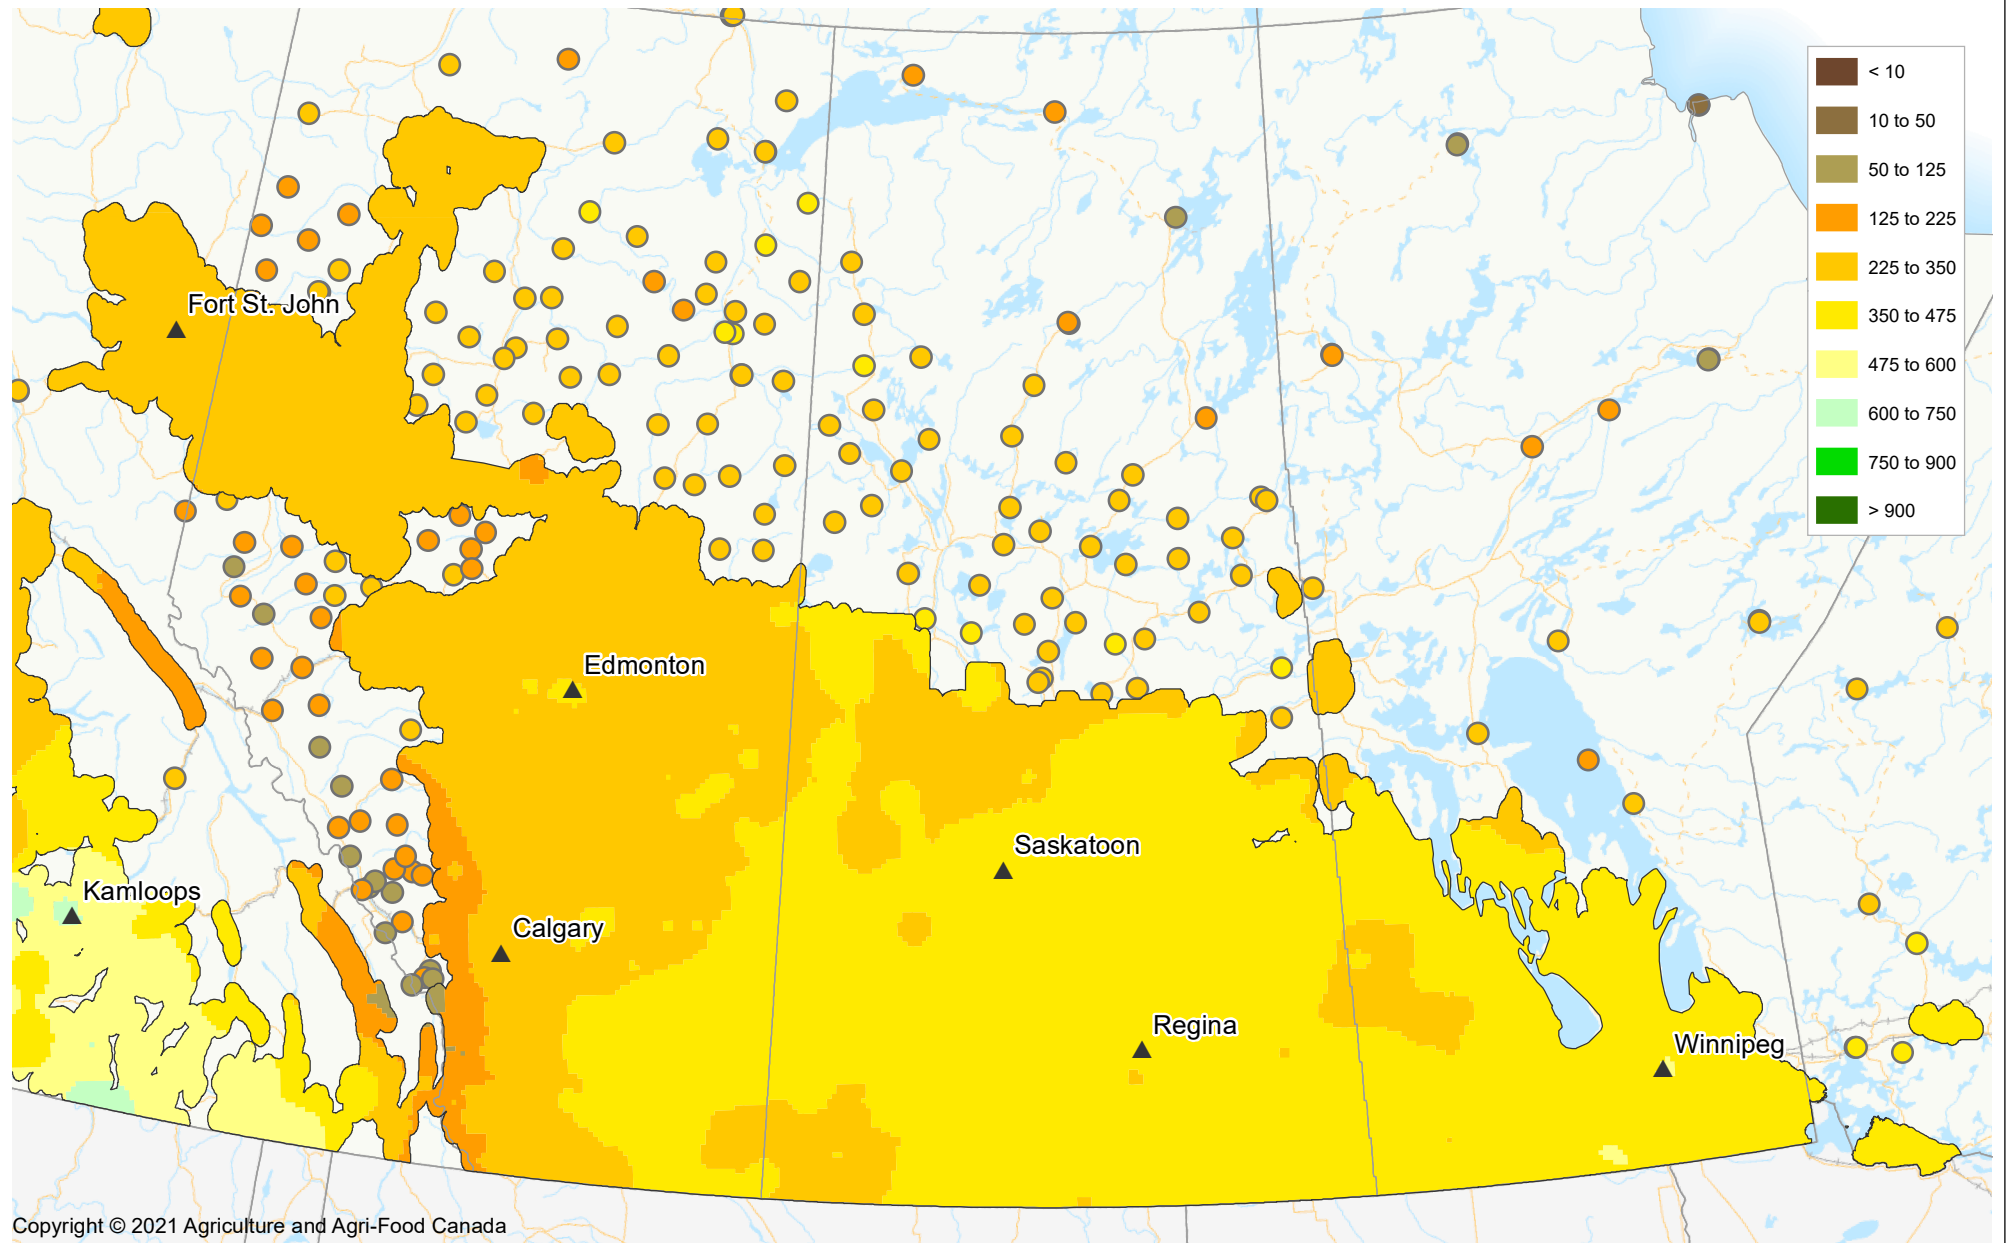 < 10
10 to 50
50 to 125
125 to 225
225 to 350
350 to 475
475 to 600
600 to 750
750 to 900
> 900
Fort St. John
Edmonton
Saskatoon
Kamloops
Calgary
Regina
Winnipeg
Copyright © 2021 Agriculture and Agri-Food Canada